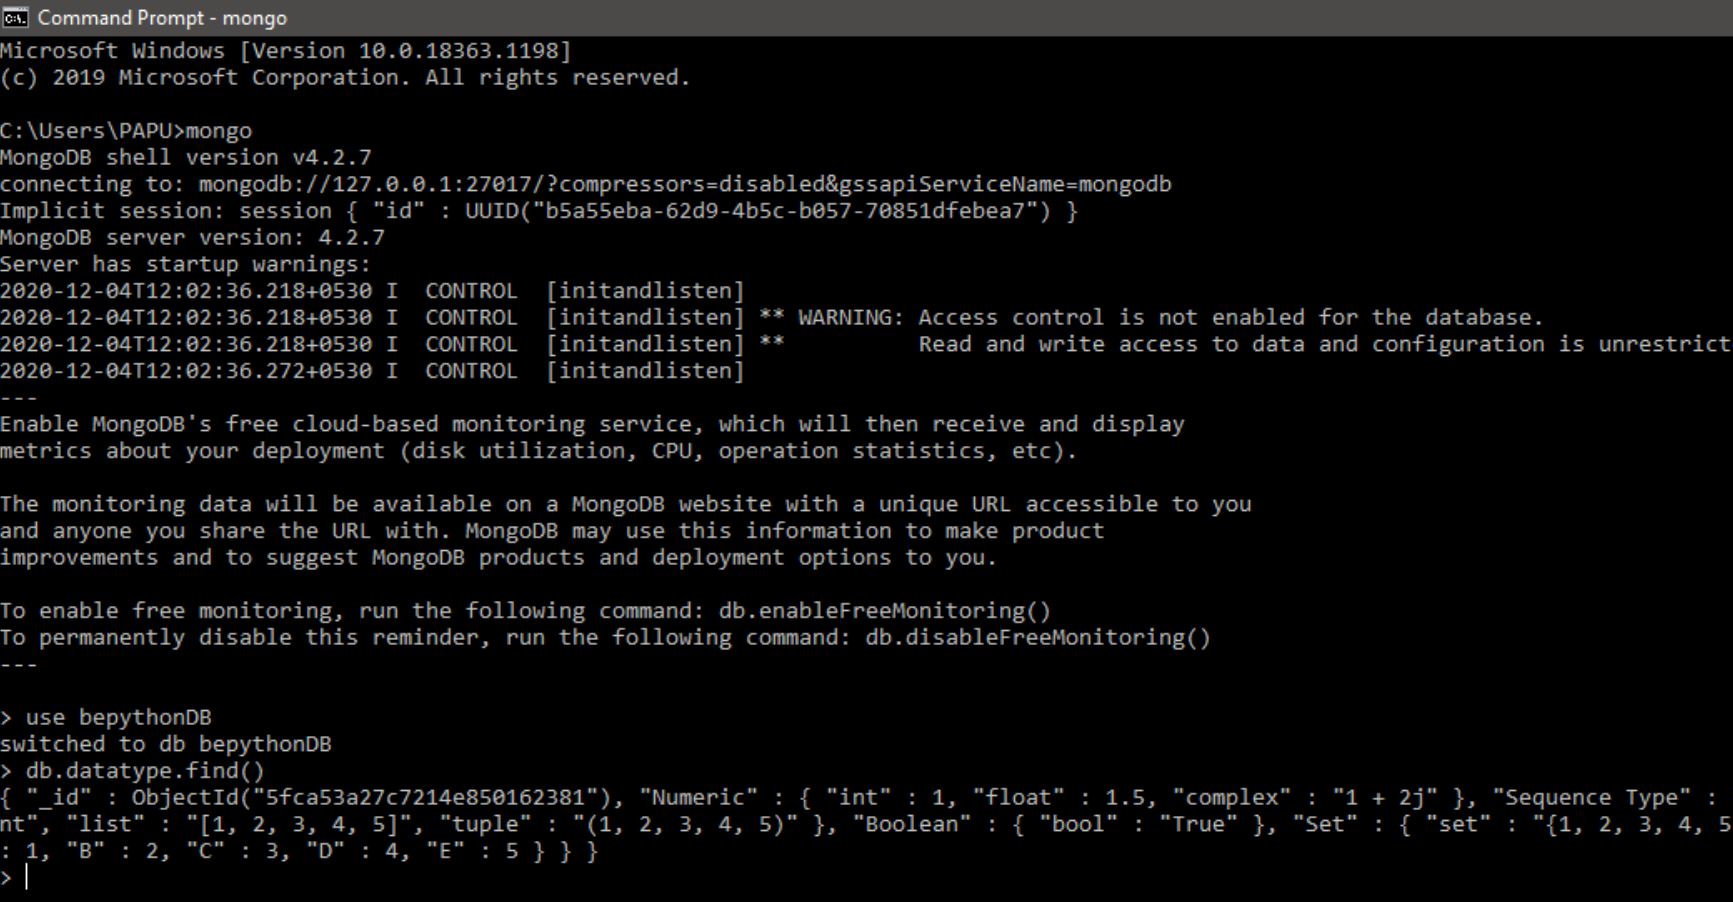 Command Prompt - mongo
Microsoft Windows [Version 10.0.18363.1198]
(c) 2019 Microsoft Corporation. All rights reserved.
C:\Users\PAPU>mongo
MongoDB shell version v4.2.7
connecting to: mongodb://127.0.0.1:27017/?compressors=disabled&gssapiServiceName=mongodb
Implicit session: session { "id" : UUID("b5a55eba-62d9-4b5c-b057-70851dfebea7") }
MongoDB server version: 4.2.7
Server has startup warnings:
2020-12-04T12:02:36.218+0530 I  CONTROL  [initandlisten]
2020-12-04T12:02:36.218+0530 I  CONTROL  [initandlisten] ** WARNING: Access control is not enabled for the database.
2020-12-04T12:02:36.218+0530 I  CONTROL  [initandlisten] **          Read and write access to data and configuration is unrestrict
2020-12-04T12:02:36.272+0530 I  CONTROL  [initandlisten]
---
Enable MongoDB's free cloud-based monitoring service, which will then receive and display
metrics about your deployment (disk utilization, CPU, operation statistics, etc).
The monitoring data will be available on a MongoDB website with a unique URL accessible to you
and anyone you share the URL with. MongoDB may use this information to make product
improvements and to suggest MongoDB products and deployment options to you.
To enable free monitoring, run the following command: db.enableFreeMonitoring()
To permanently disable this reminder, run the following command: db.disableFreeMonitoring()
---
> use bepythonDB
switched to db bepythonDB
> db.datatype.find()
{ "_id" : ObjectId("5fca53a27c7214e850162381"), "Numeric" : { "int" : 1, "float" : 1.5, "complex" : "1 + 2j" }, "Sequence Type" :
nt", "list" : "[1, 2, 3, 4, 5]", "tuple" : "(1, 2, 3, 4, 5)" }, "Boolean" : { "bool" : "True" }, "Set" : { "set" : "{1, 2, 3, 4, 5
: 1, "B" : 2, "C" : 3, "D" : 4, "E" : 5 } } }
>